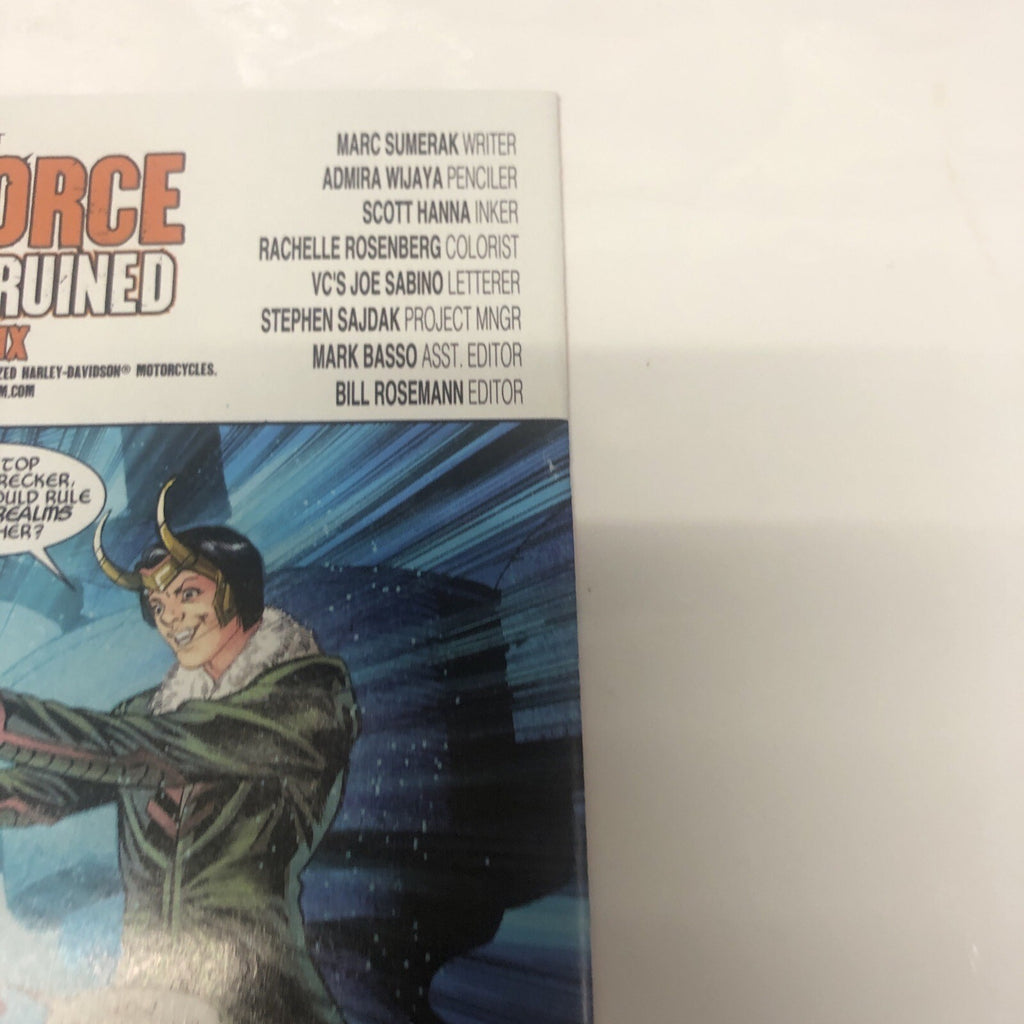 ORCE
RUINED
IX
ZED HARLEY-DAVIDSON® MOTORCYCLES.
M.COM
MARC SUMERAK WRITER
ADMIRA WIJAYA PENCILER
SCOTT HANNA INKER
RACHELLE ROSENBERG COLORIST
VC'S JOE SABINO LETTERER
STEPHEN SAJDAK PROJECT MNGR
MARK BASSO ASST. EDITOR
BILL ROSEMANN EDITOR
TOP
RECKER,
OULD RULE
REALMS
HER?